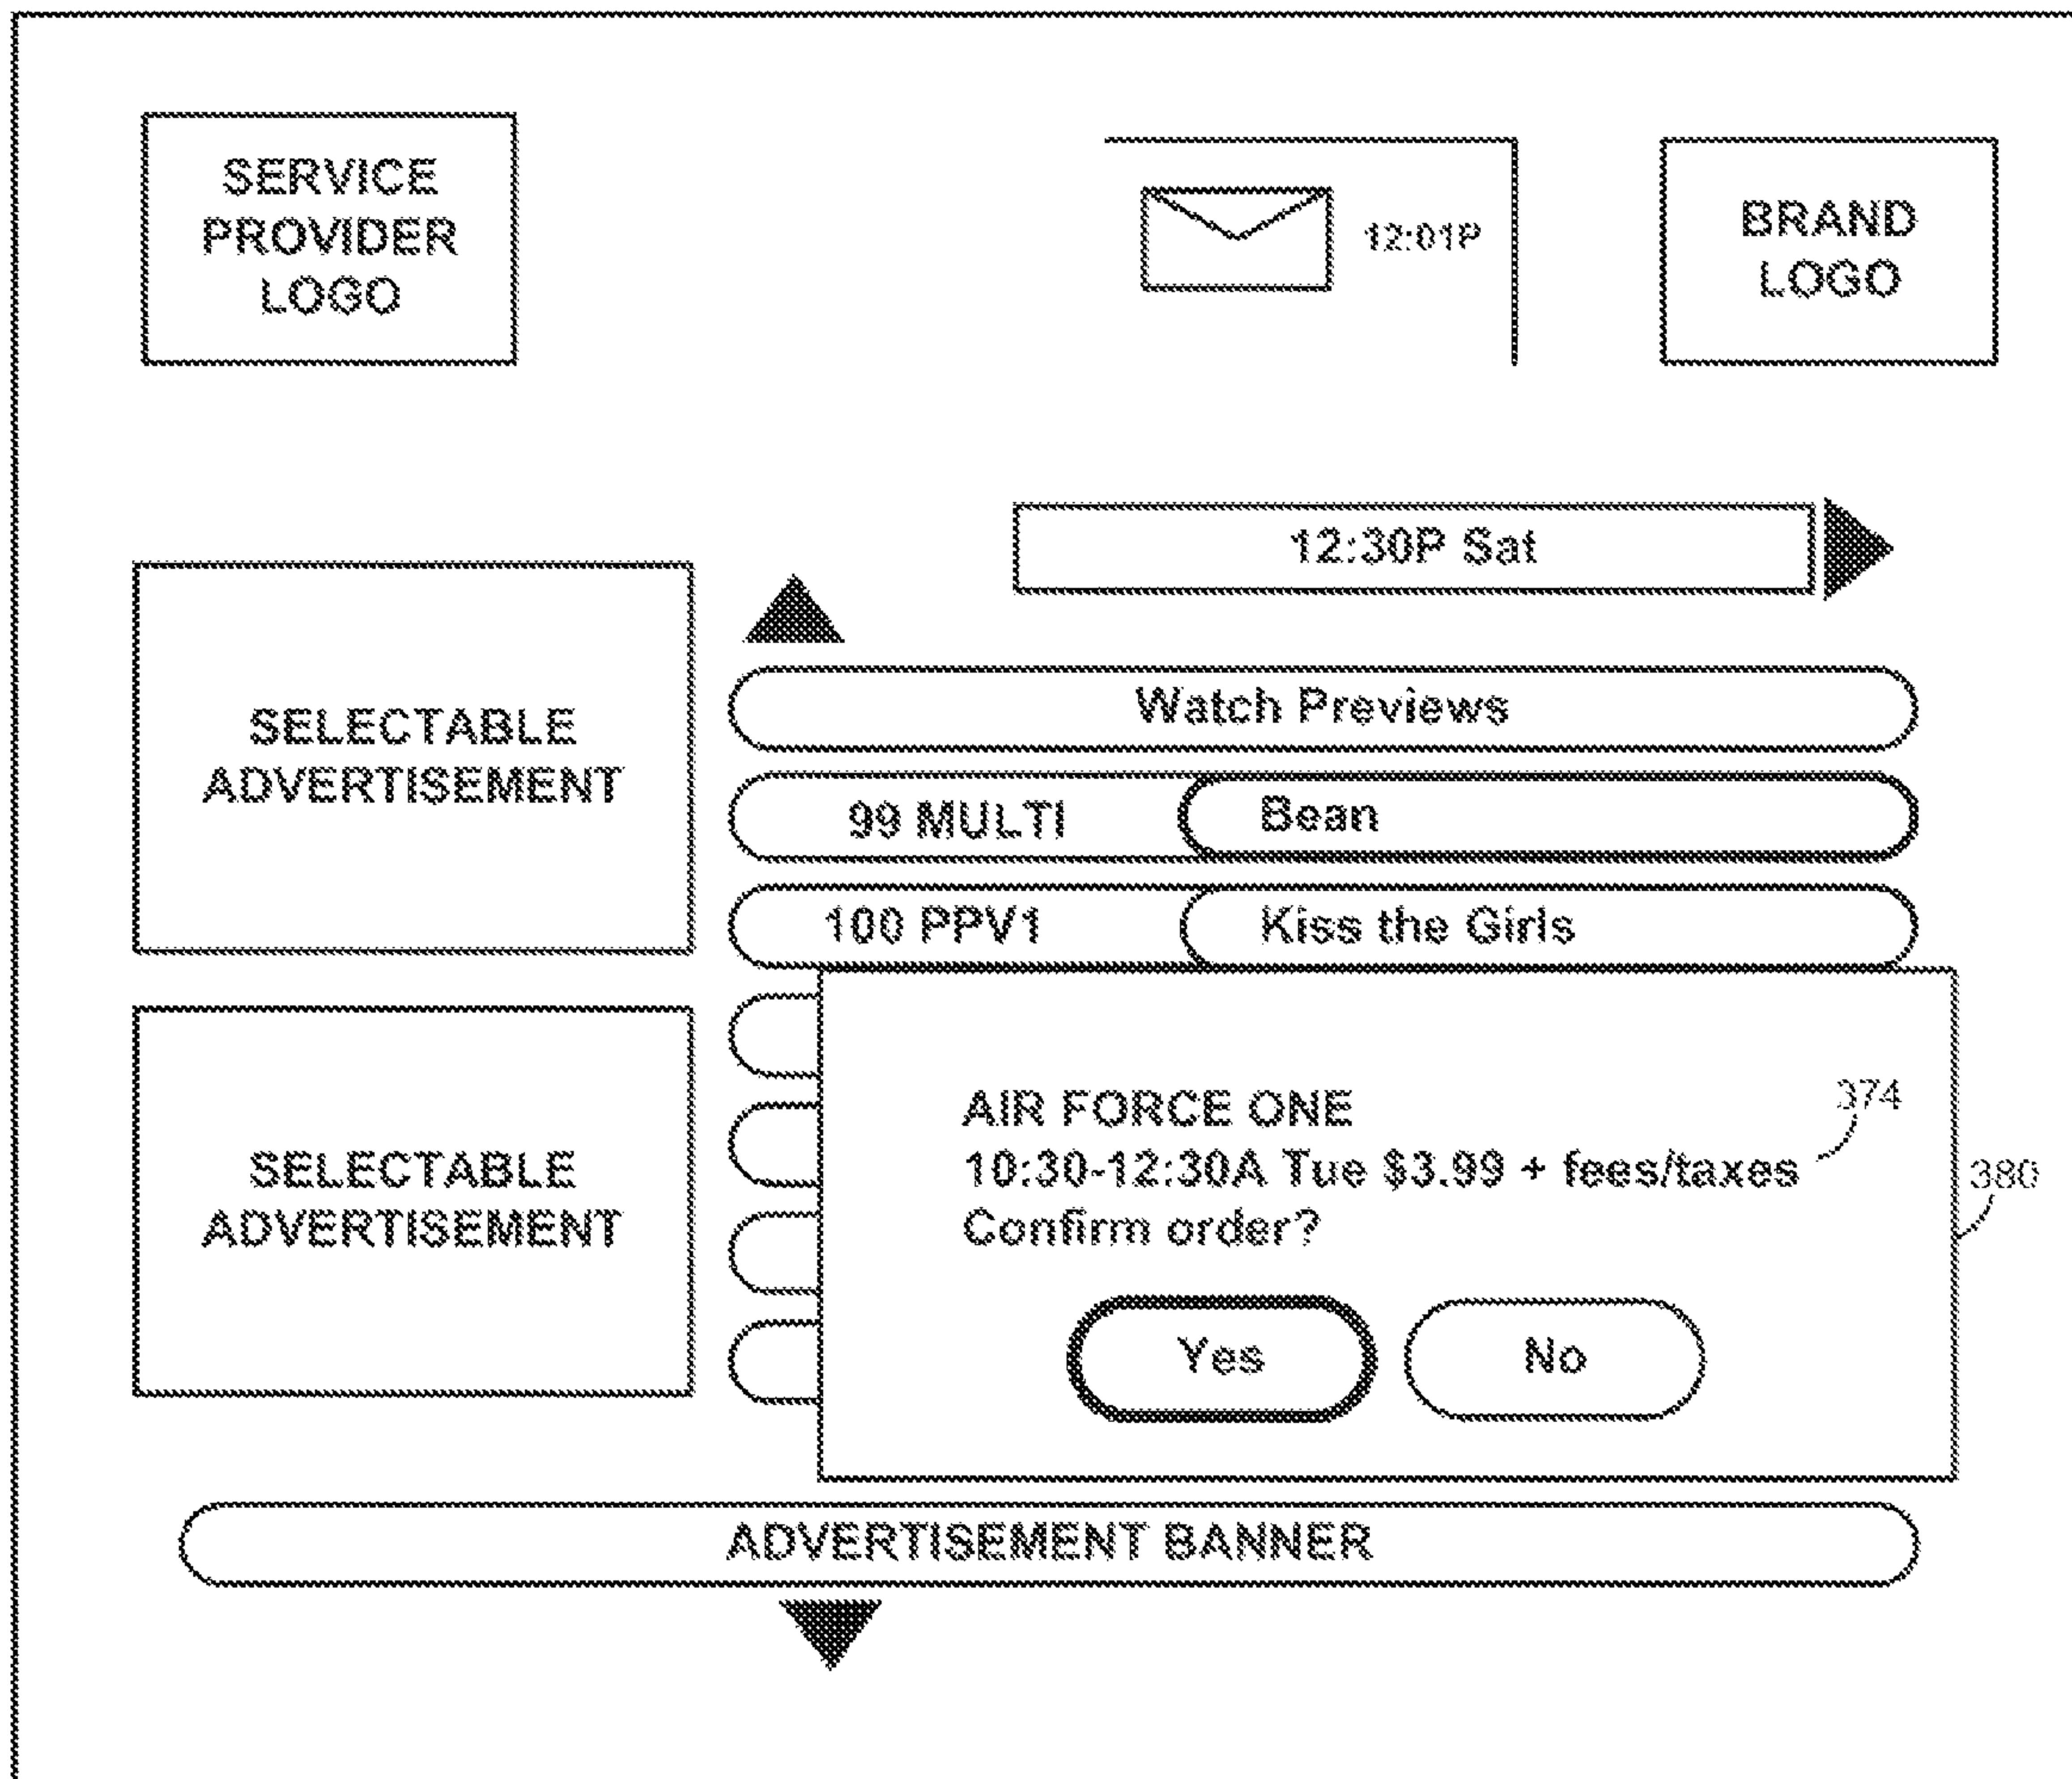 SERVICE
PROVIDER
LOGO
12:01P
BRAND
LOGO
12:30P Sat
SELECTABLE
ADVERTISEMENT
Watch Previews
99 MULTI
Bean
100 PPV1
Kiss the Girls
SELECTABLE
ADVERTISEMENT
AIR FORCE ONE
374
10:30-12:30A Tue $3.99 + fees/taxes
380
Confirm order?
Yes
No
ADVERTISEMENT BANNER